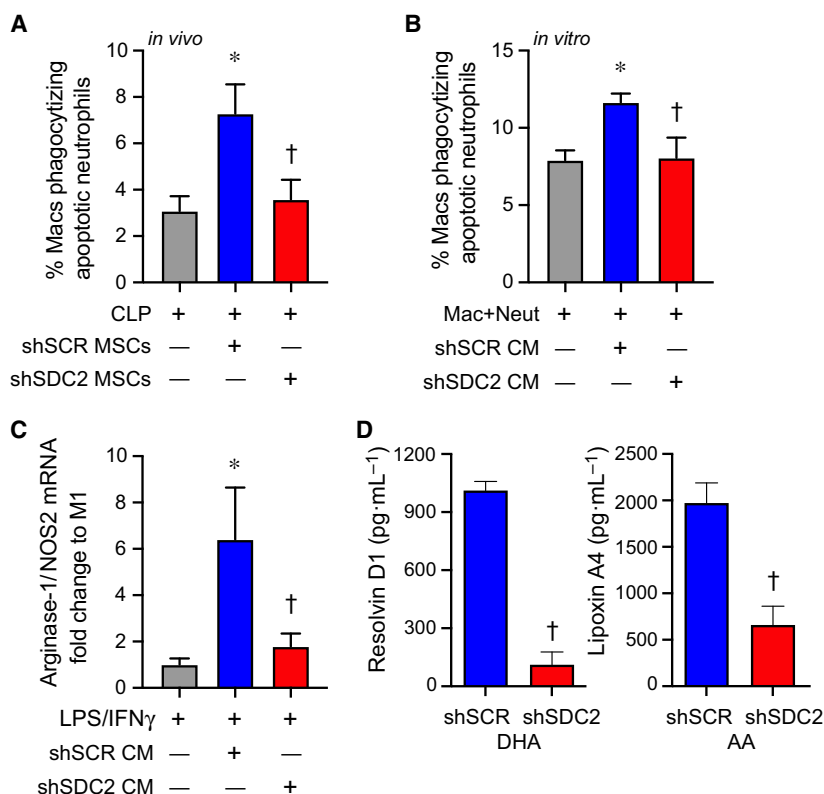 A
in vivo
% Macs phagocytizing
apoptotic neutrophils
10
8
6
4
2
0
*
†
CLP + + +
shSCR MSCs — + —
shSDC2 MSCs — — +
B
in vitro
% Macs phagocytizing
apoptotic neutrophils
15
10
5
0
*
†
Mac+Neut + + +
shSCR CM — + —
shSDC2 CM — — +
C
Arginase-1/NOS2 mRNA
fold change to M1
10
8
6
4
2
0
*
†
LPS/IFNγ + + +
shSCR CM — + —
shSDC2 CM — — +
D
Resolvin D1 (pg·mL⁻¹)
1200
900
600
300
0
†
shSCR shSDC2
DHA
Lipoxin A4 (pg·mL⁻¹)
2500
2000
1500
1000
500
0
†
shSCR shSDC2
AA